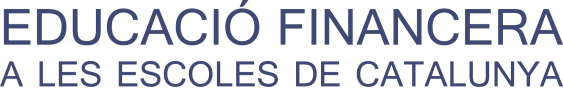 EDUCACIÓ FINANCERA
A LES ESCOLES DE CATALUNYA